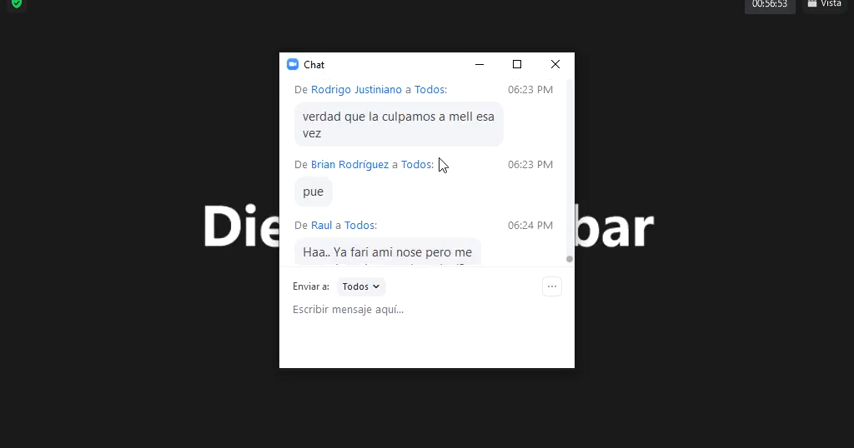 00:56:53
Vista
Chat
De Rodrigo Justiniano a Todos:
06:23 PM
verdad que la culpamos a mell esa
vez
De Brian Rodríguez a Todos:
06:23 PM
pue
De Raul a Todos:
06:24 PM
Haa.. Ya fari ami nose pero me
Die
bar
Enviar a:
Todos
Escribir mensaje aquí...